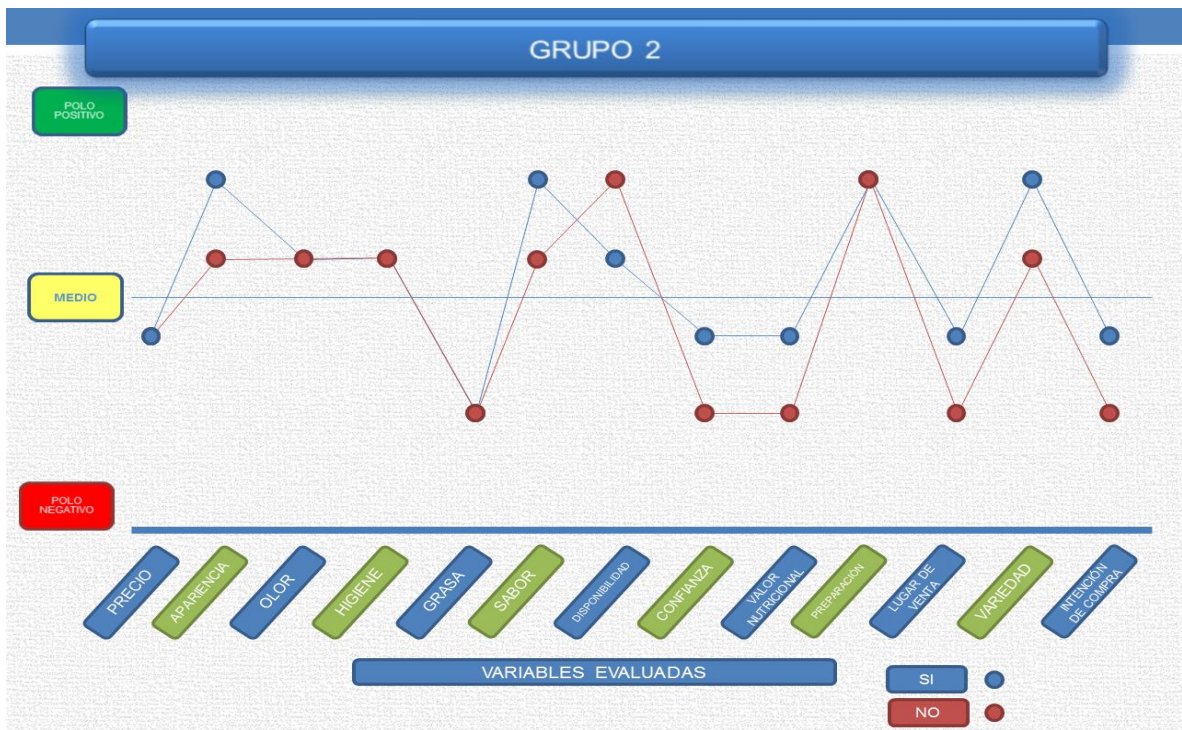 GRUPO 2
POLO
POSITIVO
MEDIO
POLO
NEGATIVO
PRECIO
APARIENCIA
OLOR
HIGIENE
GRASA
SABOR
DISPONIBILIDAD
CONFIANZA
VALOR
NUTRICIONAL
PREPARACIÓN
LUGAR DE
VENTA
VARIEDAD
INTENCIÓN
DE COMPRA
VARIABLES EVALUADAS
SI
NO